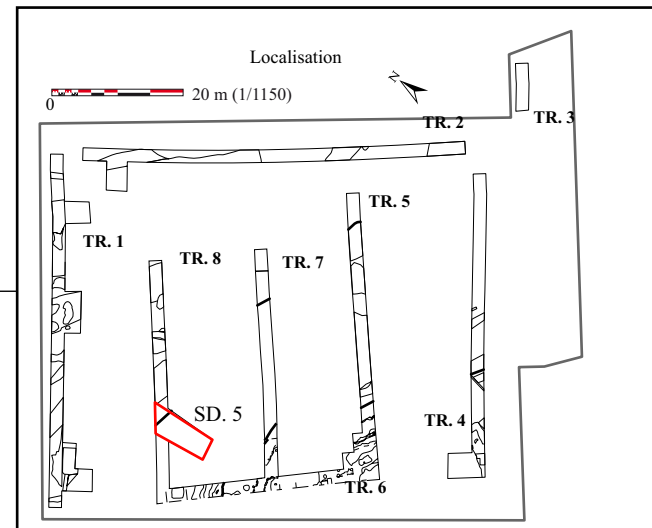 Localisation
N
0 20 m (1/1150)
TR. 3
TR. 2
TR. 5
TR. 1
TR. 8
TR. 7
SD. 5
TR. 4
TR. 6